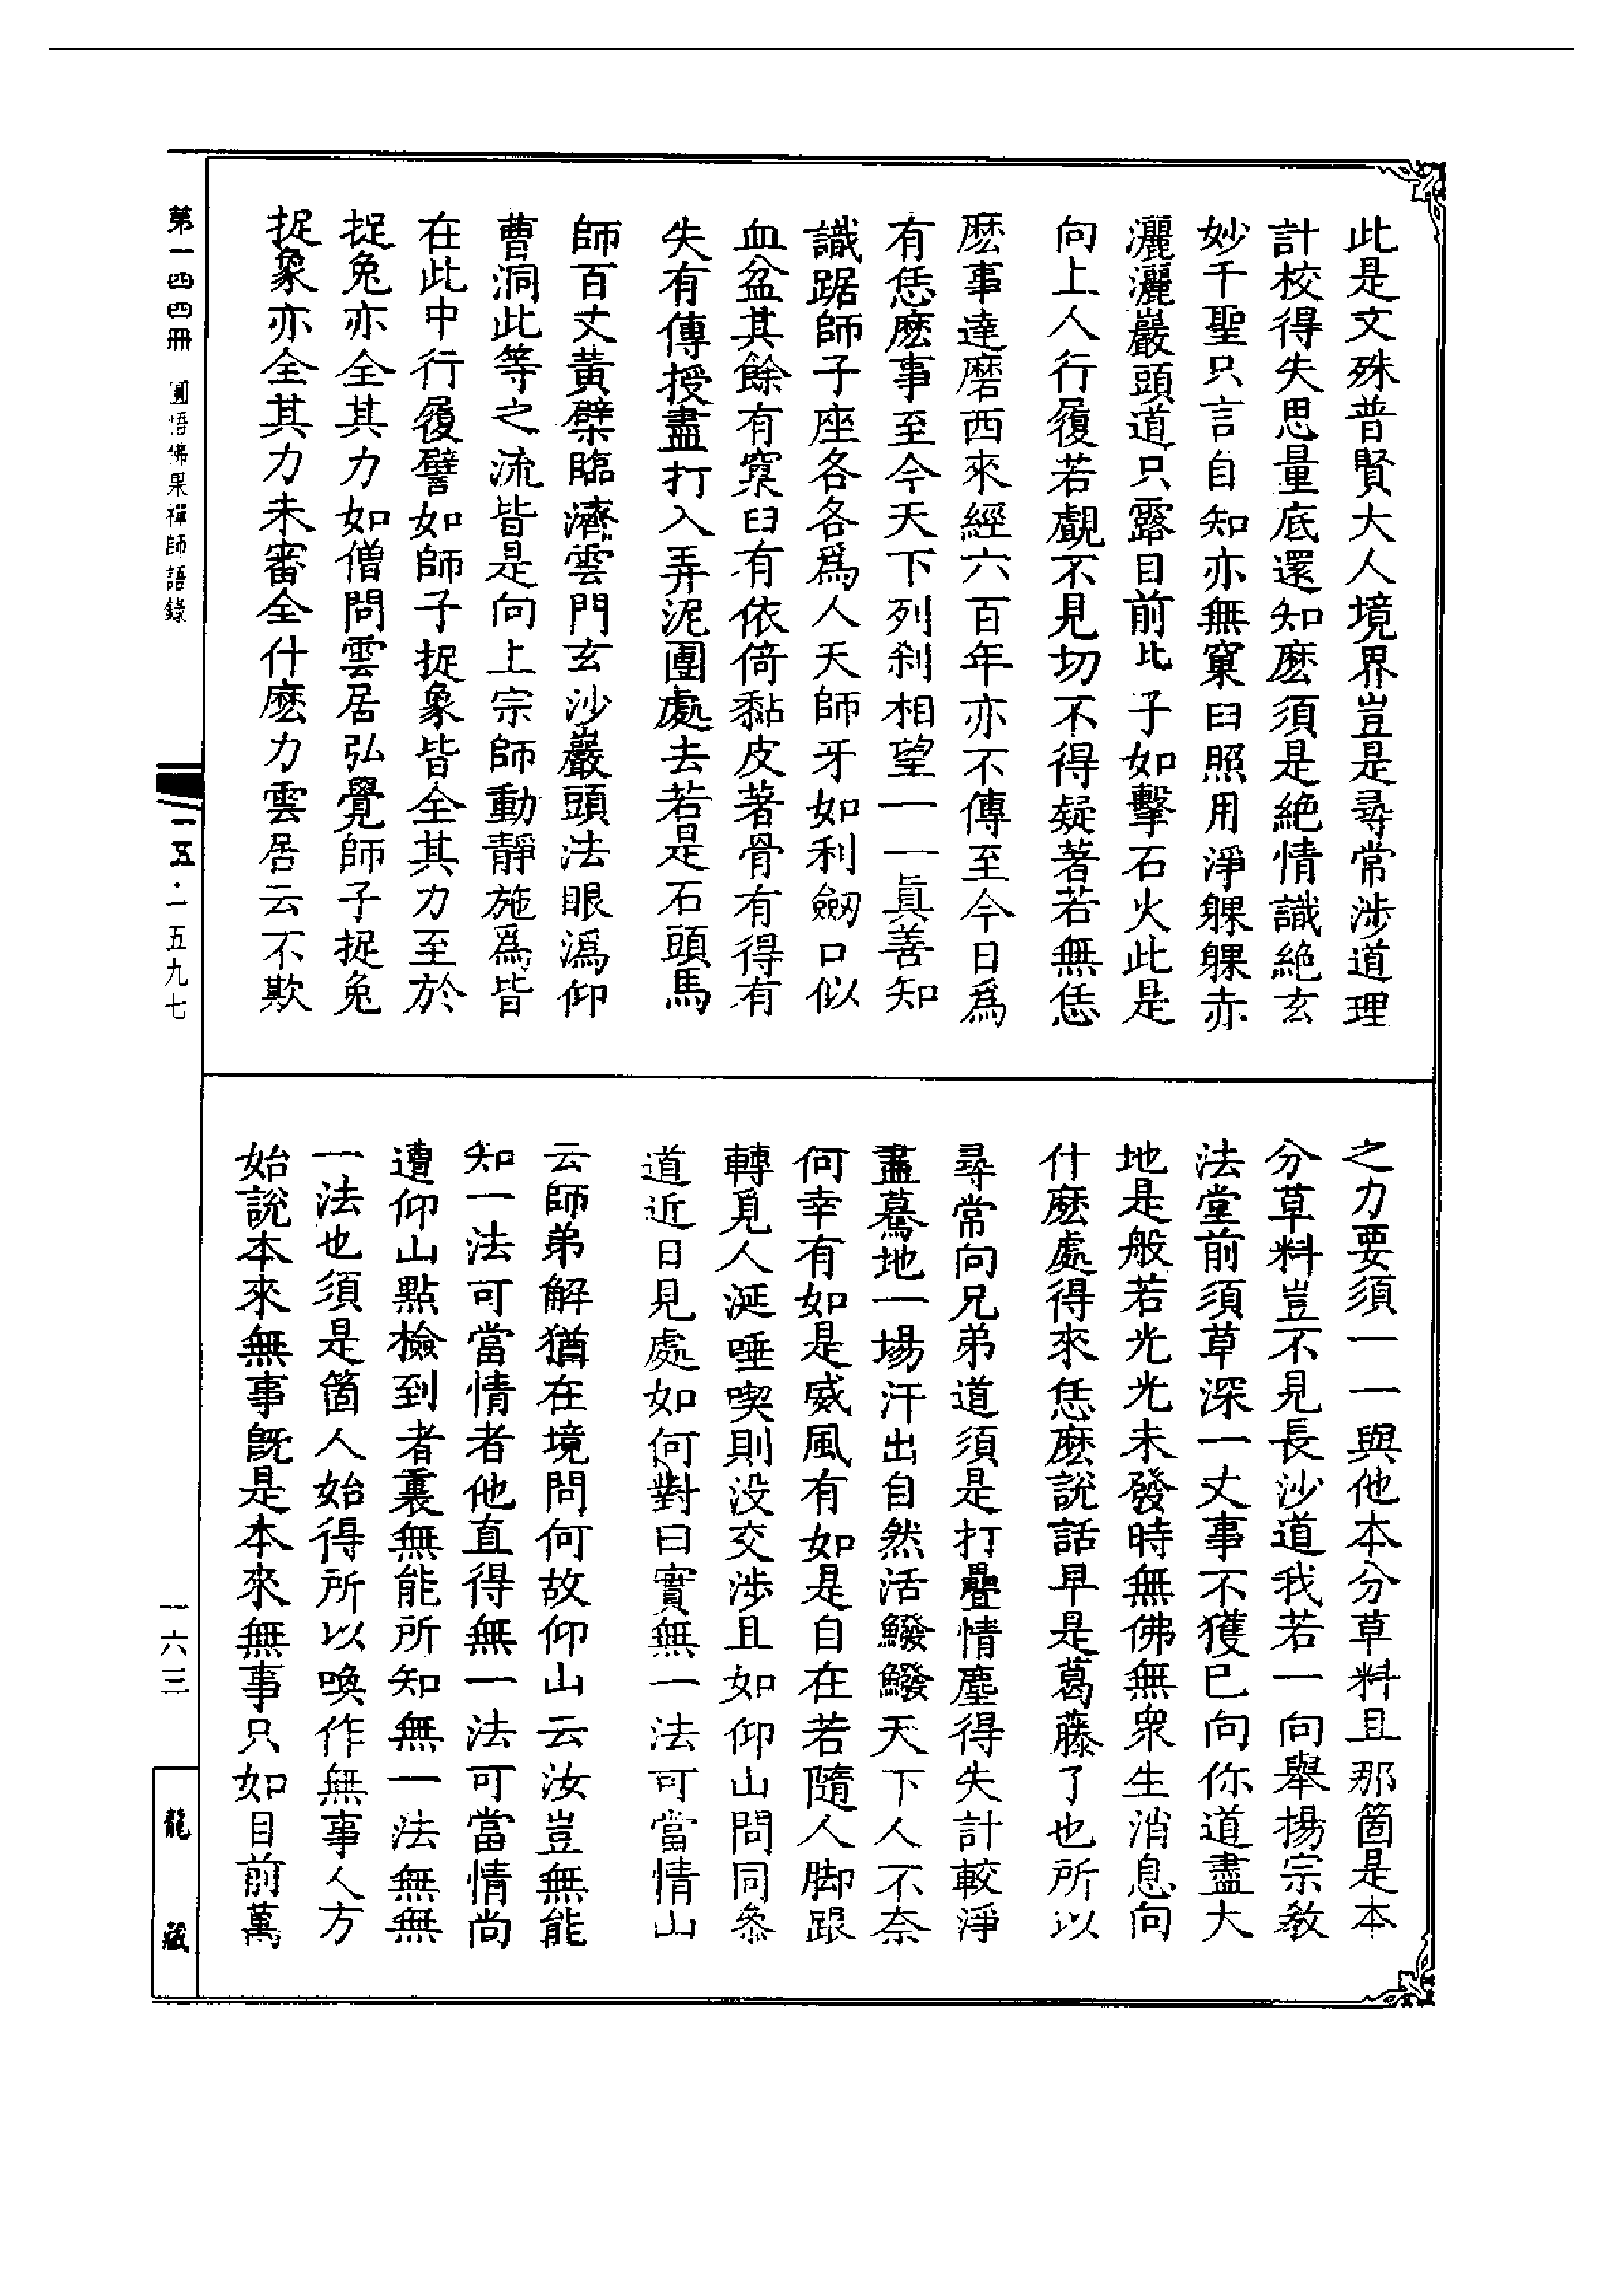 此是文殊普賢大人境界豈是尋常涉道理
計校得失思量底還知麽須是絶情識絶玄
妙千聖只言自知亦無窠臼照用淨躶躶赤
灑灑巖頭道只露目前比子如擊石火此是
向上人行履若覰不見切不得疑著若無恁
麽事達磨西來經六百年亦不傳至今日爲
有恁麽事至今天下列刹相望一一眞善知
識踞師子座各各爲人天師牙如利劒口似
血盆其餘有窠臼有依倚黏皮著骨有得有
失有傳授盡打入弄泥團處去若是石頭馬
師百丈黃檗臨濟雲門玄沙巖頭法眼潙仰
曹洞此等之流皆是向上宗師動靜施爲皆
在此中行履譬如師子捉象皆全其力至於
捉兔亦全其力如僧問雲居弘覺師子捉兔
捉象亦全其力未審全什麽力雲居云不欺
之力要須一一與他本分草料且那箇是本
分草料豈不見長沙道我若一向舉揚宗教
法堂前須草深一丈事不獲已向你道盡大
地是般若光光未發時無佛無衆生消息向
什麽處得來恁麽說話早是葛藤了也所以
尋常向兄弟道須是打疊情塵得失計較淨
盡驀地一場汗出自然活鱍鱍天下人不奈
何幸有如是威風有如是自在若隨人脚跟
轉覓人涎唾喫則没交涉且如仰山問同叅
道近日見處如何對曰實無一法可當情山
云師弟解猶在境問何故仰山云汝豈無能
知一法可當情者他直得無一法可當情尚
遭仰山點檢到者裏無能所知無一法無無
一法也須是箇人始得所以喚作無事人方
始說本來無事旣是本來無事只如目前萬
第一四四冊 圓悟佛果禪師語錄
一五九七
一六三
龍藏